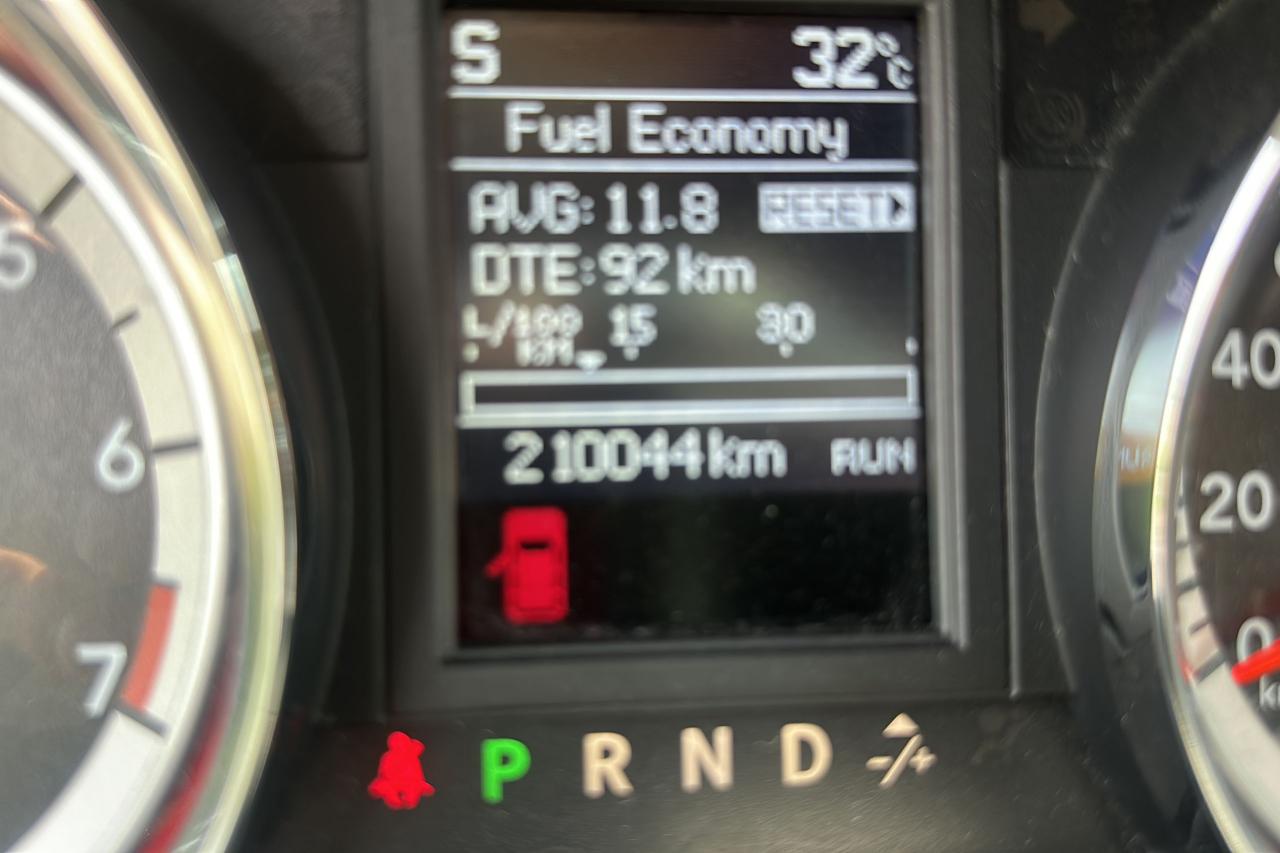 S 32°C
Fuel Economy
AVG: 11.8 RESET
DTE: 92 km
L/100 KM 15 30
210044 km RUN
P R N D -/+
5
6
7
40
20
0